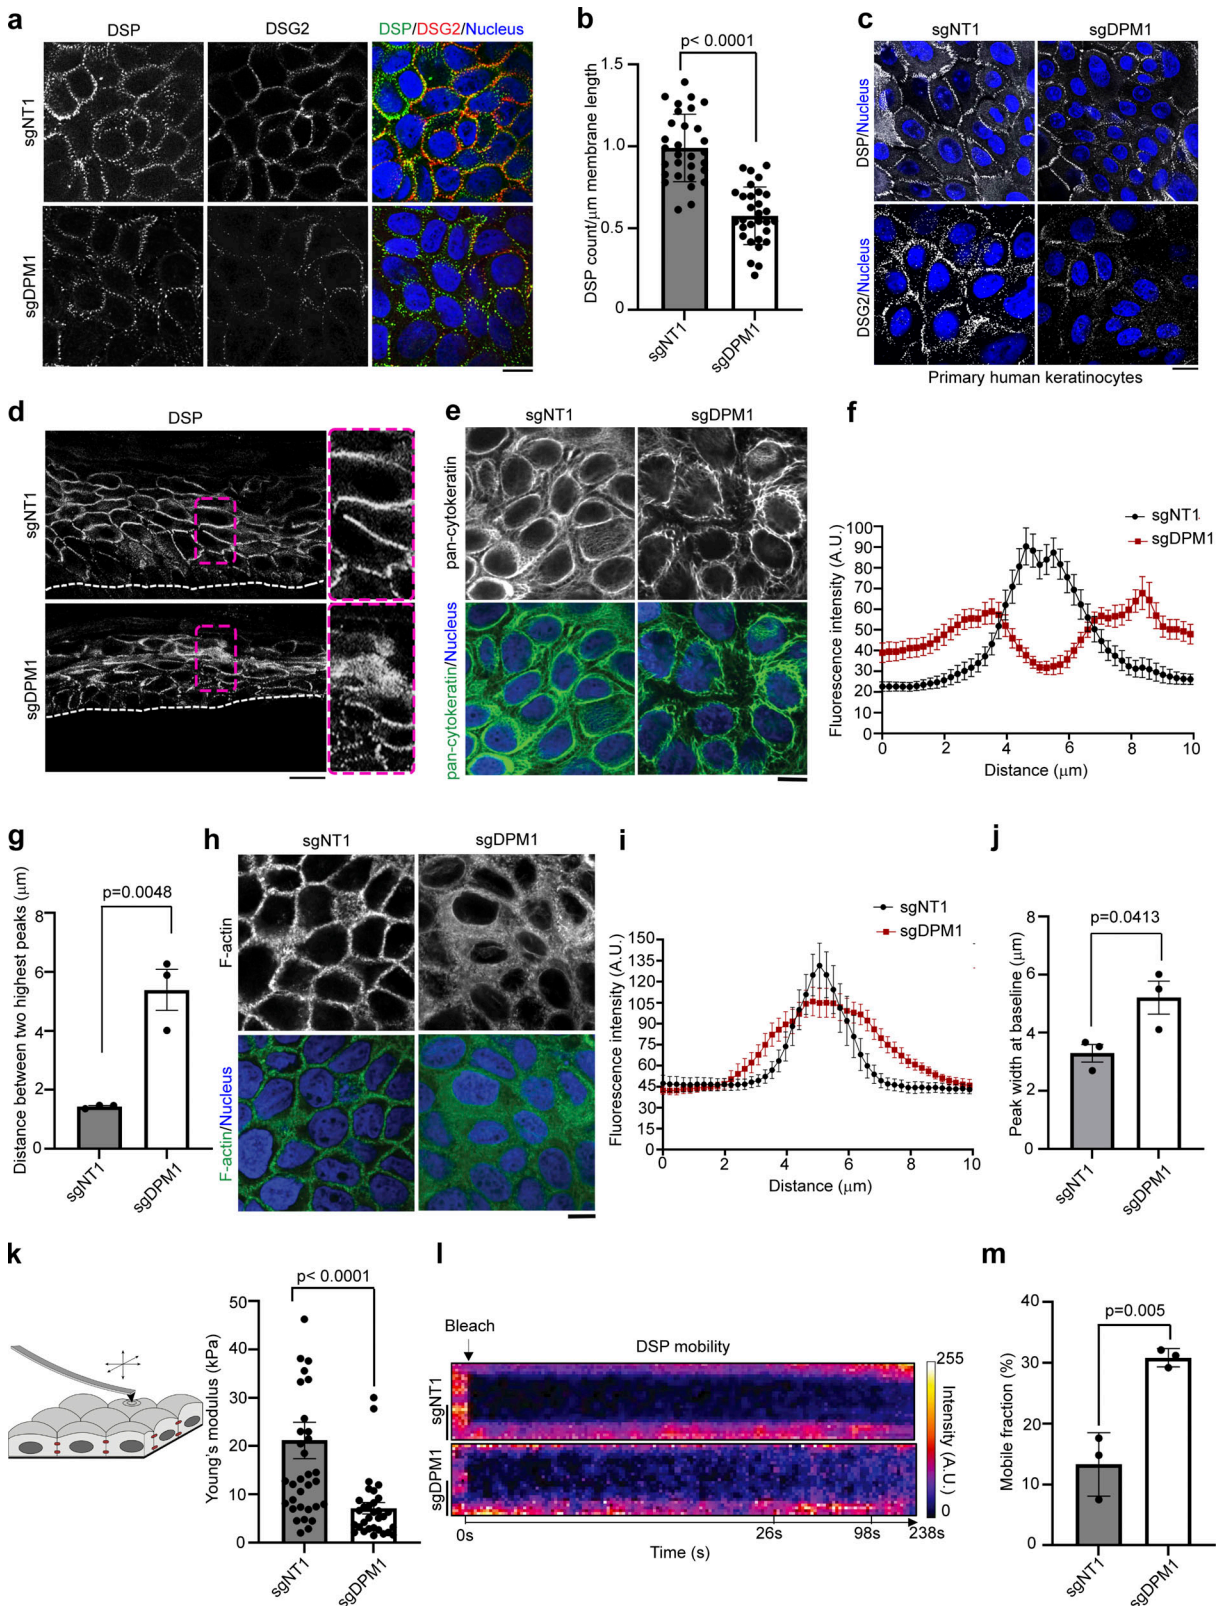 a
DSP
DSG2
DSP/DSG2/Nucleus
sgNT1
sgDPM1
b
p< 0.0001
DSP count/μm membrane length
1.5
1.0
0.5
0
sgNT1
sgDPM1
c
sgNT1
sgDPM1
DSP/Nucleus
DSG2/Nucleus
Primary human keratinocytes
d
DSP
sgNT1
sgDPM1
e
sgNT1
sgDPM1
pan-cytokeratin
pan-cytokeratin/Nucleus
f
sgNT1
sgDPM1
Fluorescence intensity (A.U.)
100
90
80
70
60
50
40
30
20
10
0
0 2 4 6 8 10
Distance (μm)
g
p=0.0048
Distance between two highest peaks (μm)
8
6
4
2
0
sgNT1
sgDPM1
h
sgNT1
sgDPM1
F-actin
F-actin/Nucleus
i
sgNT1
sgDPM1
Fluorescence intensity (A.U.)
150
135
120
105
90
75
60
45
30
15
0
0 2 4 6 8 10
Distance (μm)
j
p=0.0413
Peak width at baseline (μm)
8
6
4
2
0
sgNT1
sgDPM1
k
p< 0.0001
Young's modulus (kPa)
50
40
30
20
10
0
sgNT1
sgDPM1
l
Bleach
DSP mobility
sgNT1
sgDPM1
255
Intensity (A.U.)
0
0s 26s 98s 238s
Time (s)
m
p=0.005
Mobile fraction (%)
40
30
20
10
0
sgNT1
sgDPM1